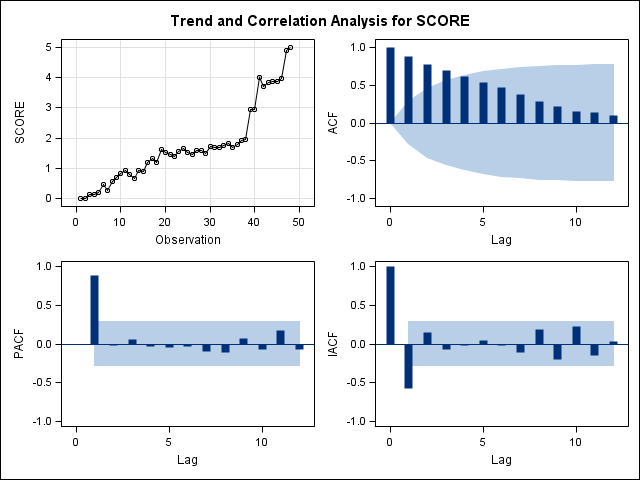 Trend and Correlation Analysis for SCORE
SCORE
5
4
3
2
1
0
0 10 20 30 40 50
Observation
ACF
1.0
0.5
0.0
-0.5
-1.0
0 5 10
Lag
PACF
1.0
0.5
0.0
-0.5
-1.0
0 5 10
Lag
IACF
1.0
0.5
0.0
-0.5
-1.0
0 5 10
Lag